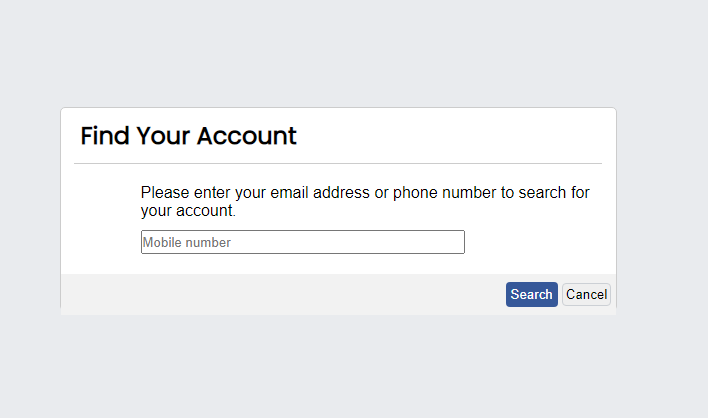 Find Your Account
Please enter your email address or phone number to search for
your account.
Mobile number
Search Cancel